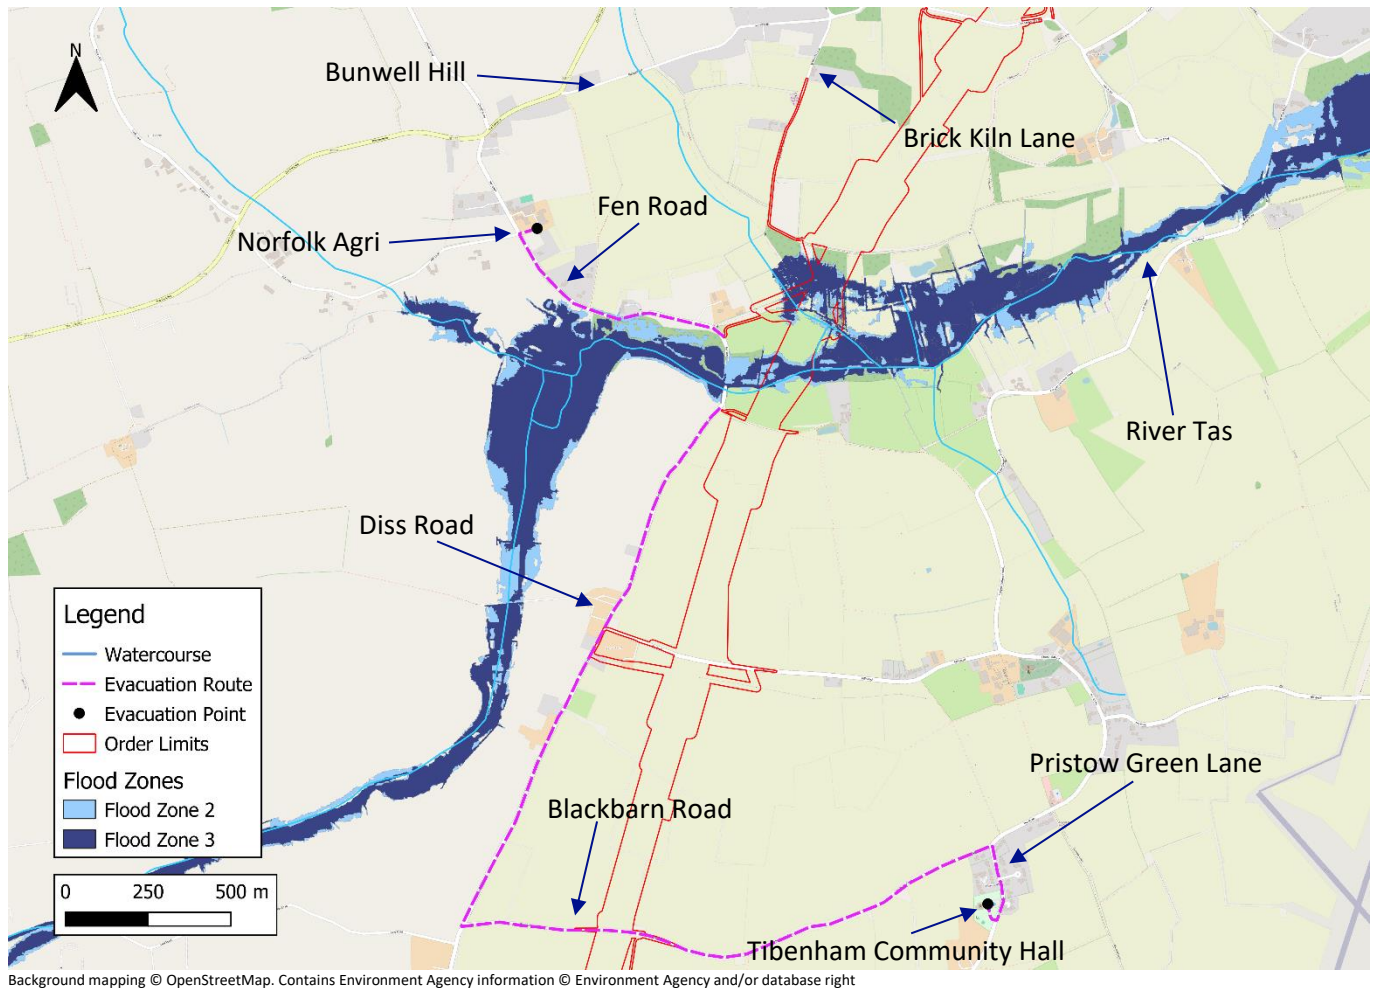 N
Bunwell Hill
Brick Kiln Lane
Fen Road
Norfolk Agri
River Tas
Diss Road
Legend
Watercourse
Evacuation Route
Evacuation Point
Order Limits
Flood Zones
Flood Zone 2
Flood Zone 3
0 250 500 m
Pristow Green Lane
Blackbarn Road
Tibenham Community Hall
Background mapping © OpenStreetMap. Contains Environment Agency information © Environment Agency and/or database right